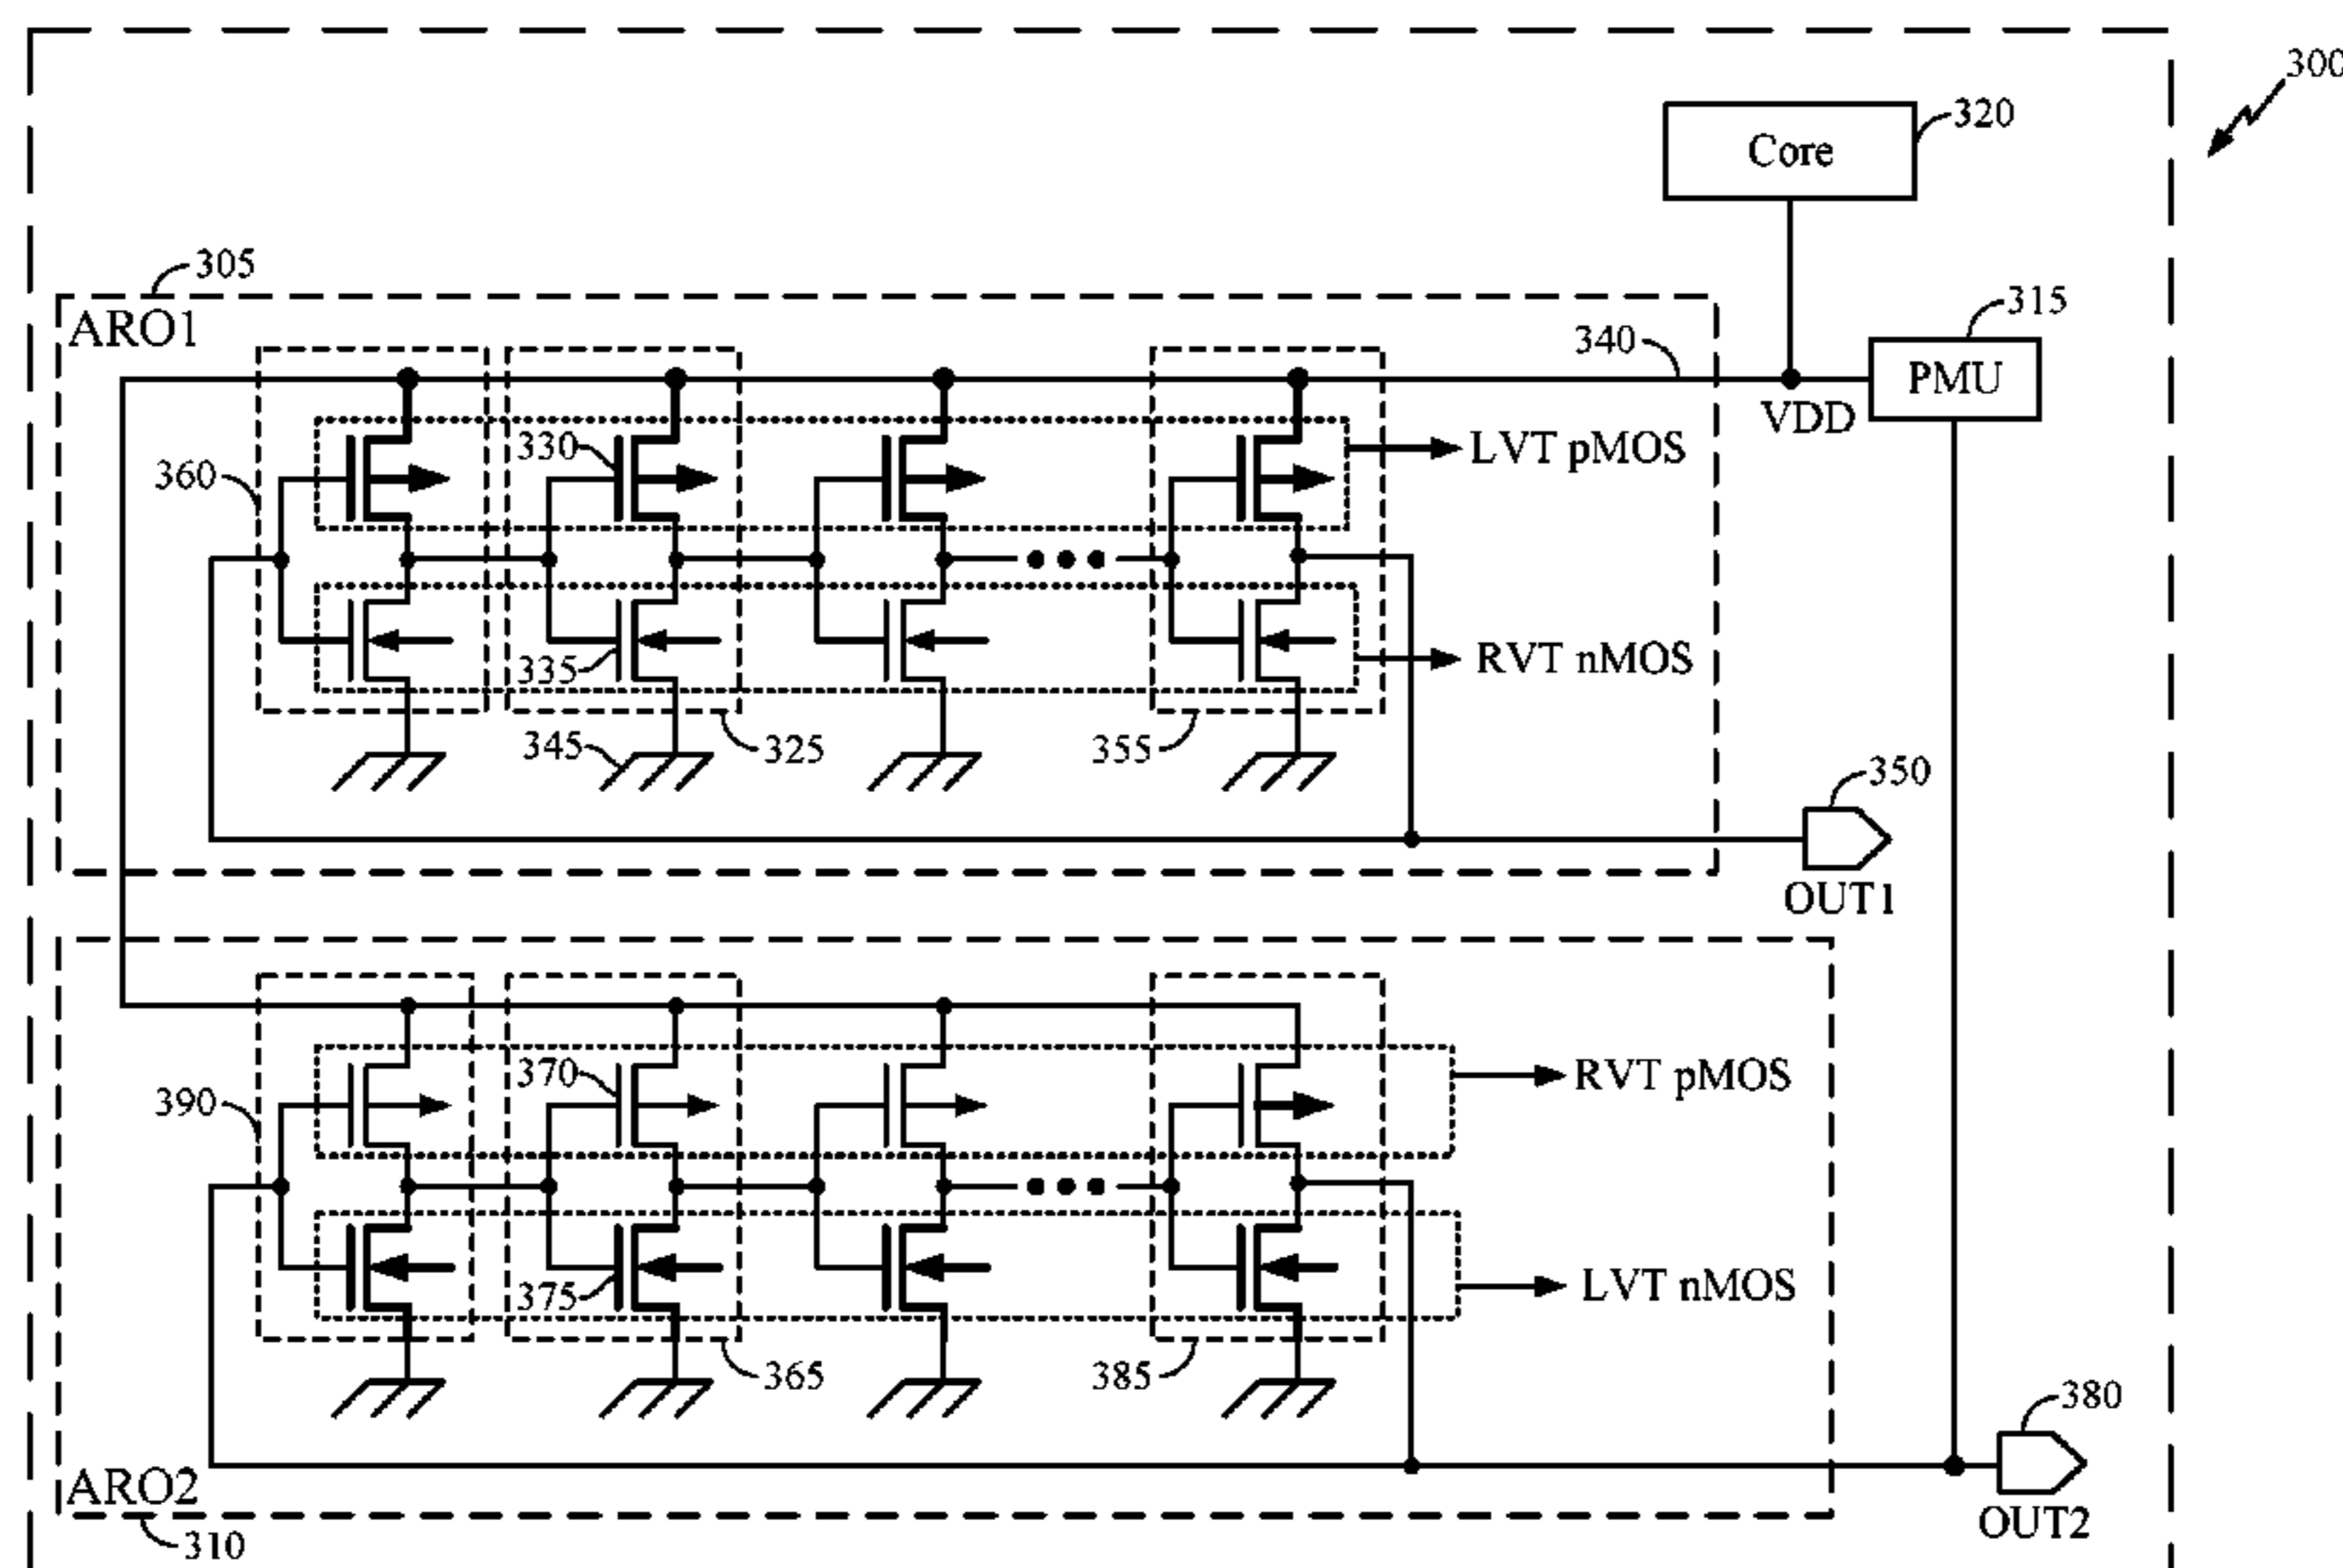 300
320
Core
305
ARO1
315
340
PMU
VDD
330
LVT pMOS
360
335
RVT nMOS
345
325
355
350
OUT1
370
RVT pMOS
390
375
LVT nMOS
365
385
380
ARO2
OUT2
310